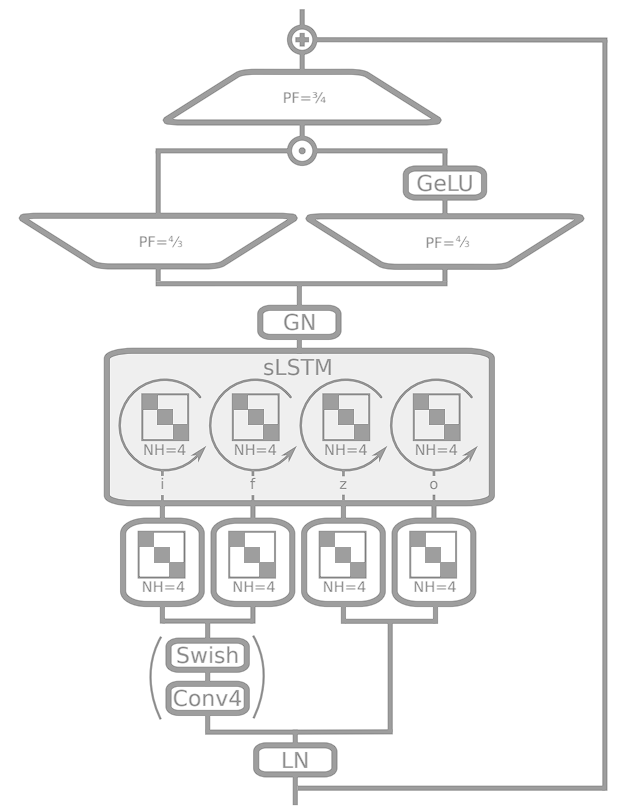 PF=¾
GeLU
PF=⁴⁄₃ PF=⁴⁄₃
GN
sLSTM
NH=4 NH=4 NH=4 NH=4
i f z o
NH=4 NH=4 NH=4 NH=4
Swish
Conv4
LN